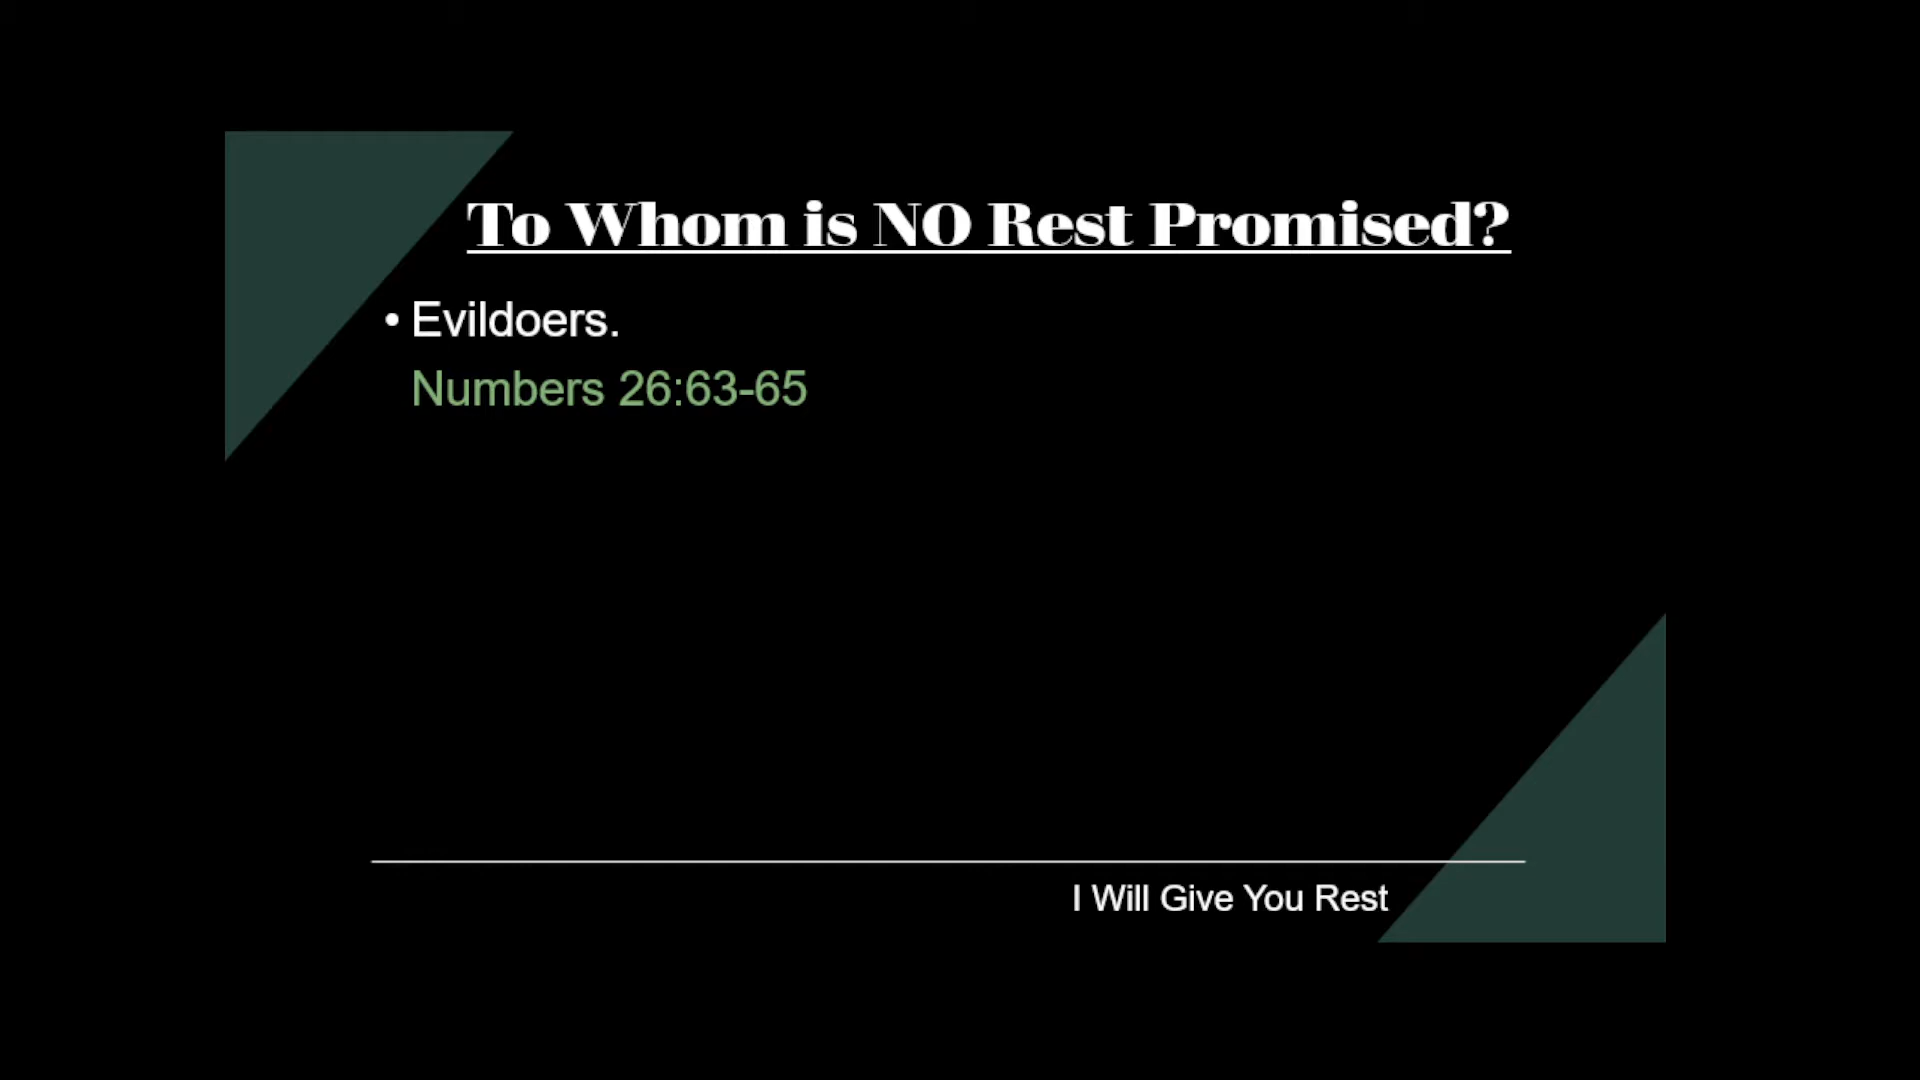 To Whom is NO Rest Promised?
• Evildoers.
Numbers 26:63-65
I Will Give You Rest